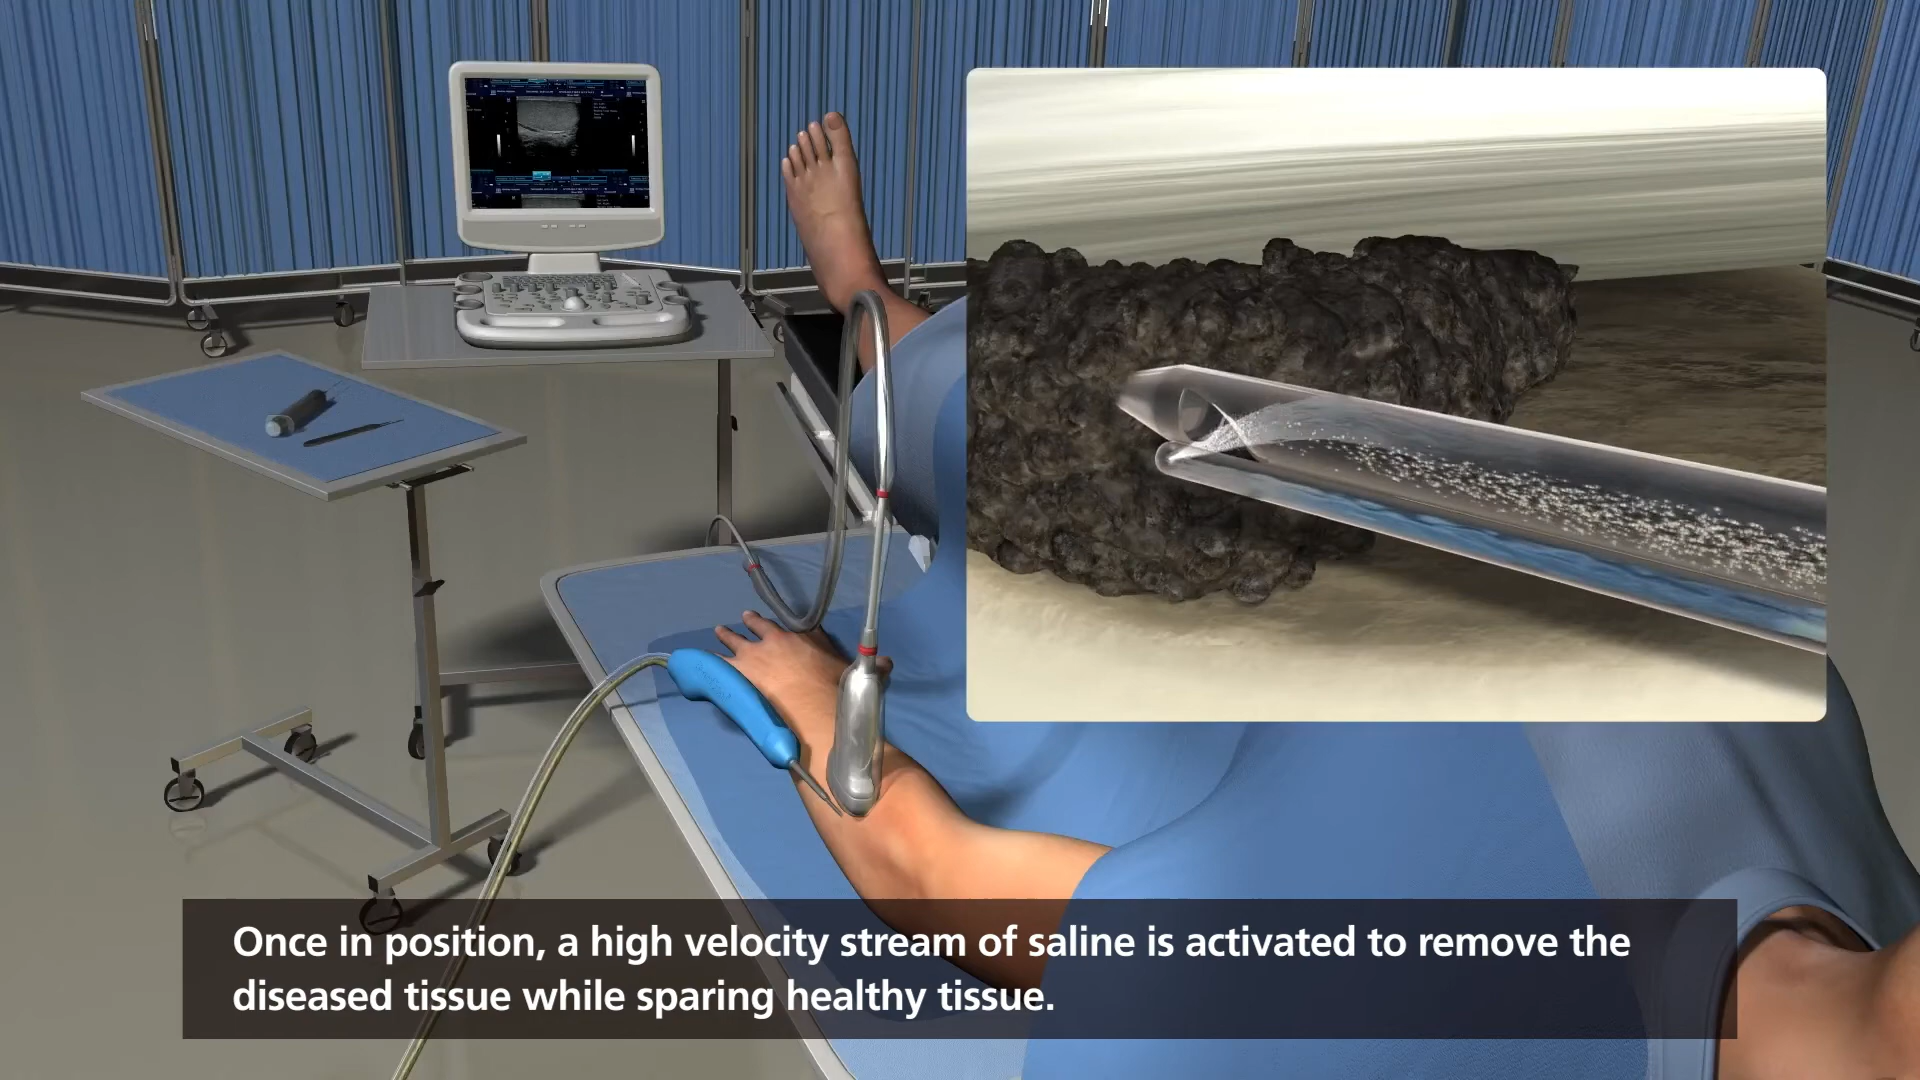 Once in position, a high velocity stream of saline is activated to remove the
diseased tissue while sparing healthy tissue.